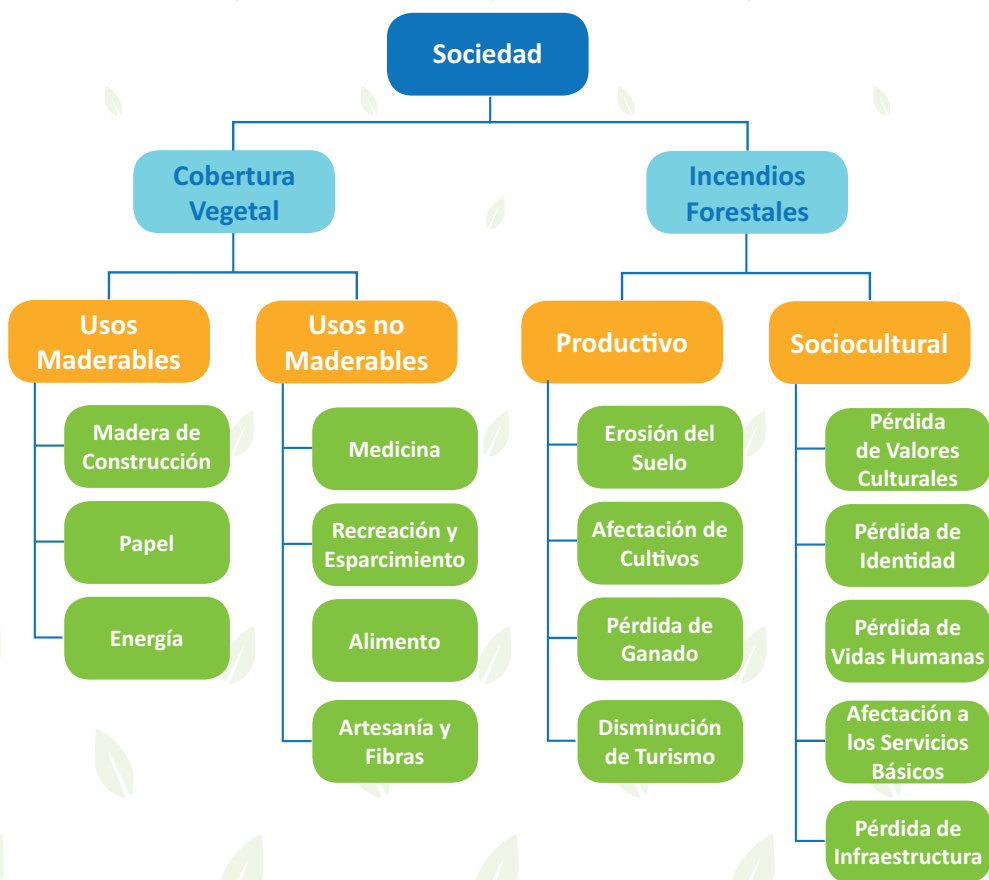 Sociedad
Cobertura
Vegetal
Incendios
Forestales
Usos
Maderables
Usos no
Maderables
Productivo
Sociocultural
Madera de
Construcción
Papel
Energía
Medicina
Recreación y
Esparcimiento
Alimento
Artesanía y
Fibras
Erosión del
Suelo
Afectación de
Cultivos
Pérdida de
Ganado
Disminución
de Turismo
Pérdida
de Valores
Culturales
Pérdida de
Identidad
Pérdida de
Vidas Humanas
Afectación a
los Servicios
Básicos
Pérdida de
Infraestructura